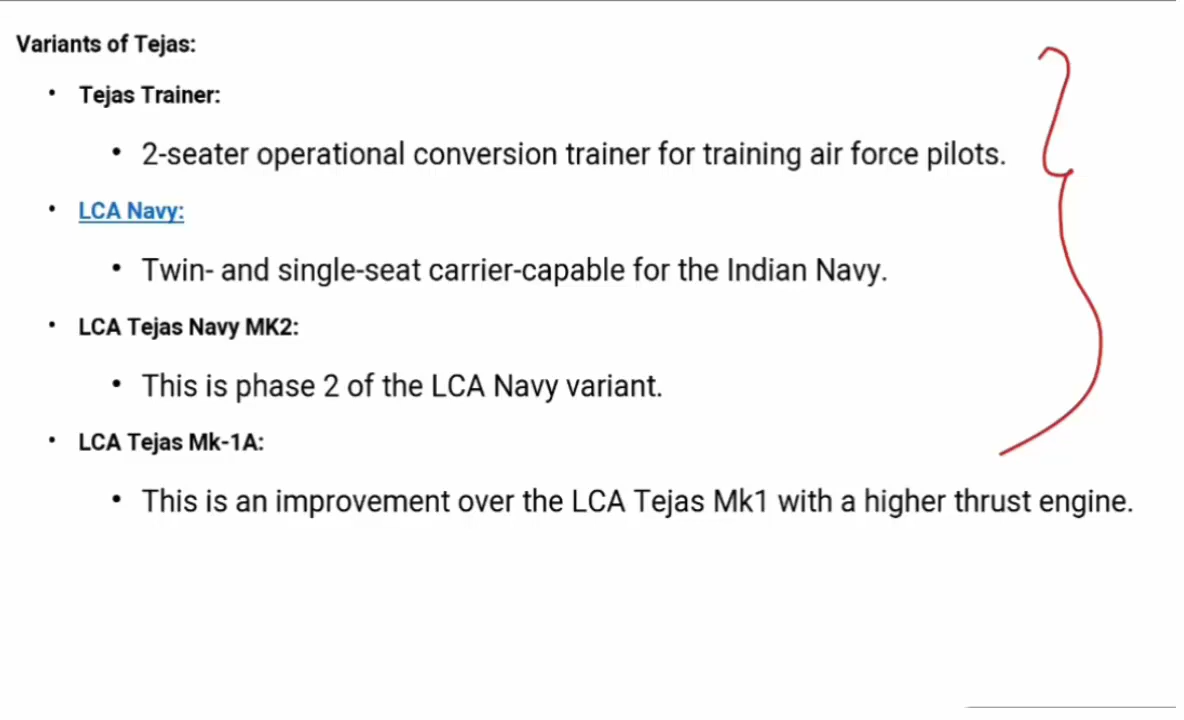 Variants of Tejas:
• Tejas Trainer:
• 2-seater operational conversion trainer for training air force pilots.
• LCA Navy:
• Twin- and single-seat carrier-capable for the Indian Navy.
• LCA Tejas Navy MK2:
• This is phase 2 of the LCA Navy variant.
• LCA Tejas Mk-1A:
• This is an improvement over the LCA Tejas Mk1 with a higher thrust engine.